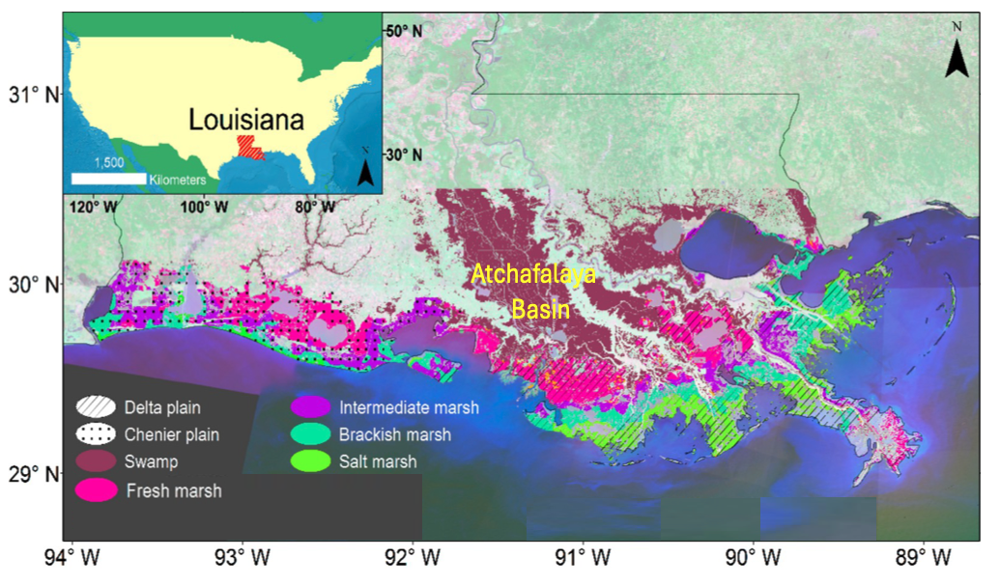 N
50° N
31° N
Louisiana
1,500
Kilometers
N
30° N
120° W
100° W
80° W
30° N
Atchafalaya
Basin
Delta plain
Intermediate marsh
Chenier plain
Brackish marsh
Swamp
Salt marsh
Fresh marsh
29° N
94° W
93° W
92° W
91° W
90° W
89° W